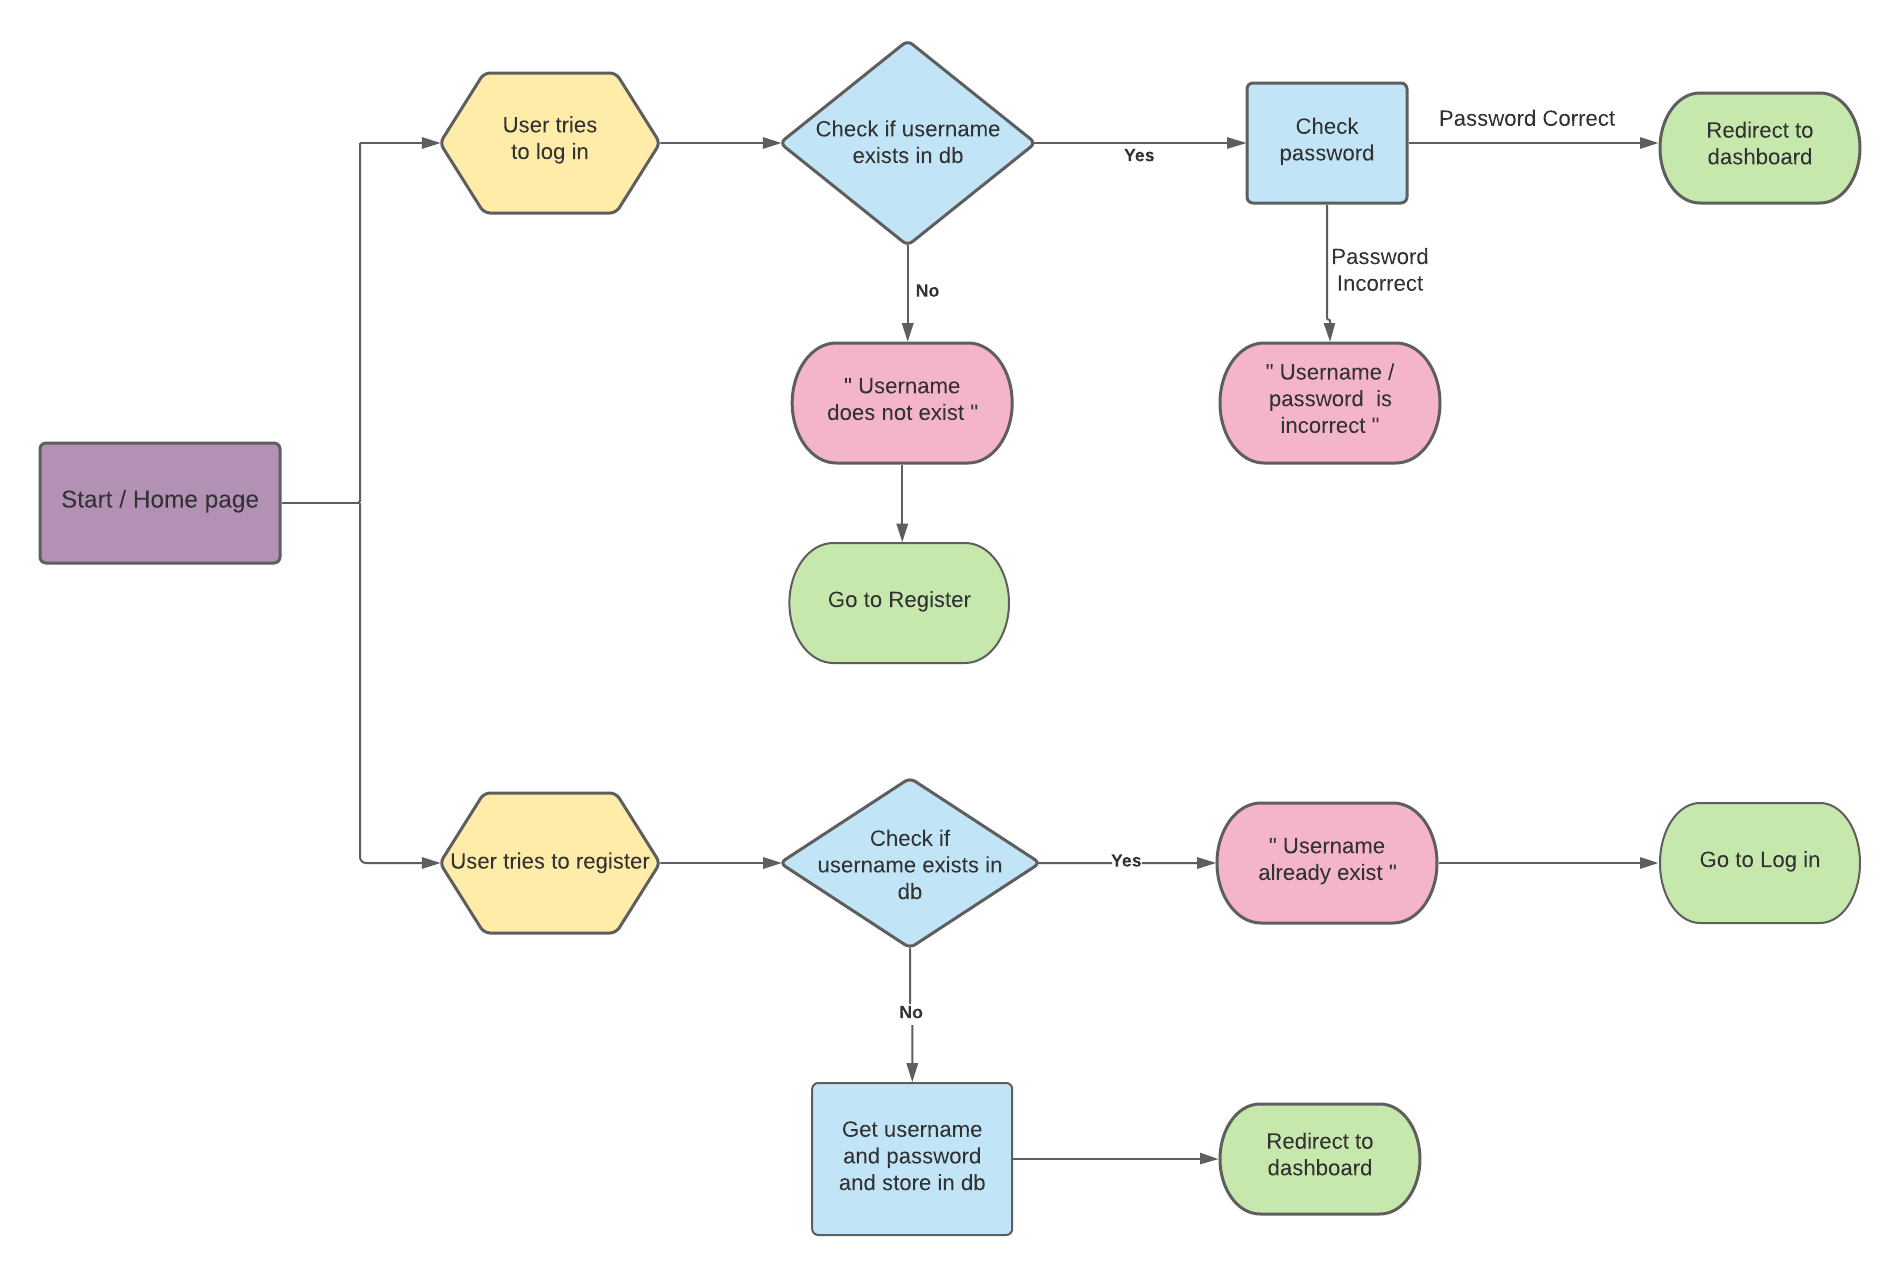 User tries
to log in
Check if username
exists in db
Yes
Check
password
Password Correct
Redirect to
dashboard
No
Password
Incorrect
" Username
does not exist "
" Username /
password  is
incorrect "
Start / Home page
Go to Register
User tries to register
Check if
username exists in
db
Yes
" Username
already exist "
Go to Log in
No
Get username
and password
and store in db
Redirect to
dashboard